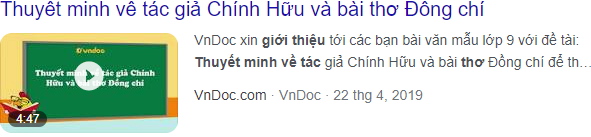 Thuyết minh về tác giả Chính Hữu và bài thơ Đồng chí
vndoc
Thuyết minh về tác giả Chính
Hữu và bài thơ Đồng chí
4:47
VnDoc xin giới thiệu tới các bạn bài văn mẫu lớp 9 với đề tài:
Thuyết minh về tác giả Chính Hữu và bài thơ Đồng chí để th...
VnDoc.com · VnDoc · 22 thg 4, 2019